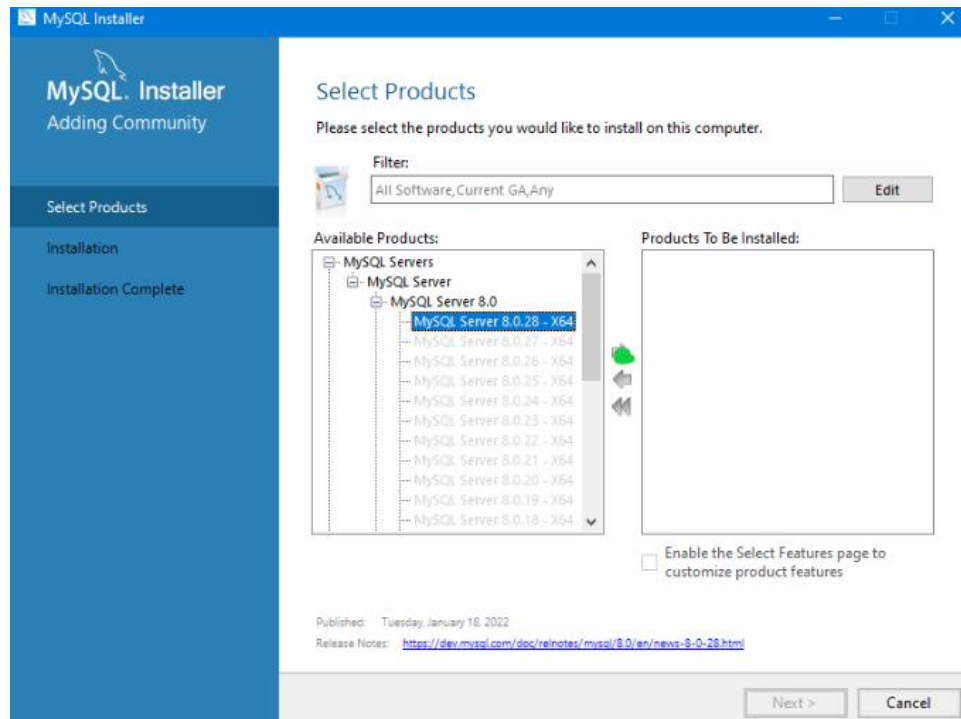 MySQL Installer
MySQL. Installer
Adding Community
Select Products
Installation
Installation Complete
Select Products
Please select the products you would like to install on this computer.
Filter:
All Software,Current GA,Any
Edit
Available Products:
MySQL Servers
MySQL Server
MySQL Server 8.0
MySQL Server 8.0.28 - X64
MySQL Server 8.0.27 - X64
MySQL Server 8.0.26 - X64
MySQL Server 8.0.25 - X64
MySQL Server 8.0.24 - X64
MySQL Server 8.0.23 - X64
MySQL Server 8.0.22 - X64
MySQL Server 8.0.21 - X64
MySQL Server 8.0.20 - X64
MySQL Server 8.0.19 - X64
MySQL Server 8.0.18 - X64
Products To Be Installed:
Enable the Select Features page to
customize product features
Published: Tuesday, January 18, 2022
Release Notes: https://dev.mysql.com/doc/relnotes/mysql/8.0/en/news-8-0-28.html
Next >
Cancel